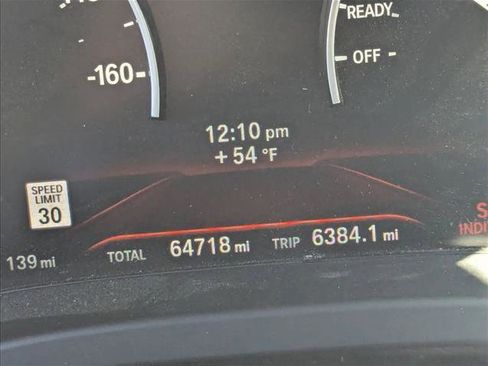 READY
-160
OFF
12:10 pm
+ 54 °F
SPEED
LIMIT
30
139 mi TOTAL 64718 mi TRIP 6384.1 mi